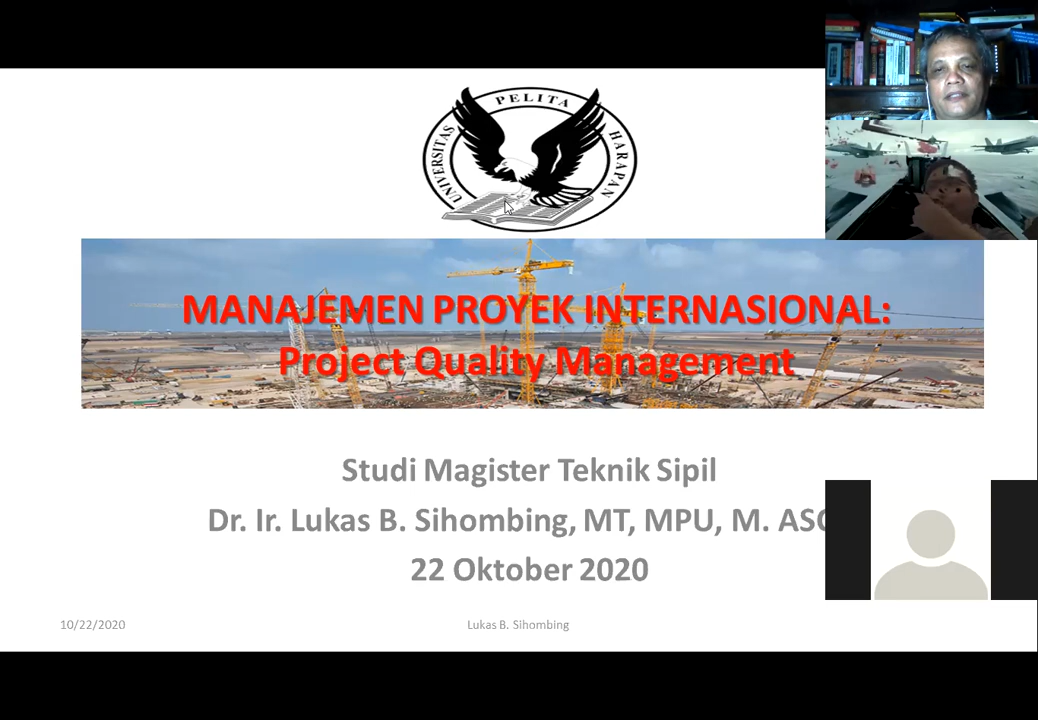 UNIVERSITAS PELITA HARAPAN
MANAJEMEN PROYEK INTERNASIONAL:
Project Quality Management
Studi Magister Teknik Sipil
Dr. Ir. Lukas B. Sihombing, MT, MPU, M. ASC
22 Oktober 2020
10/22/2020
Lukas B. Sihombing